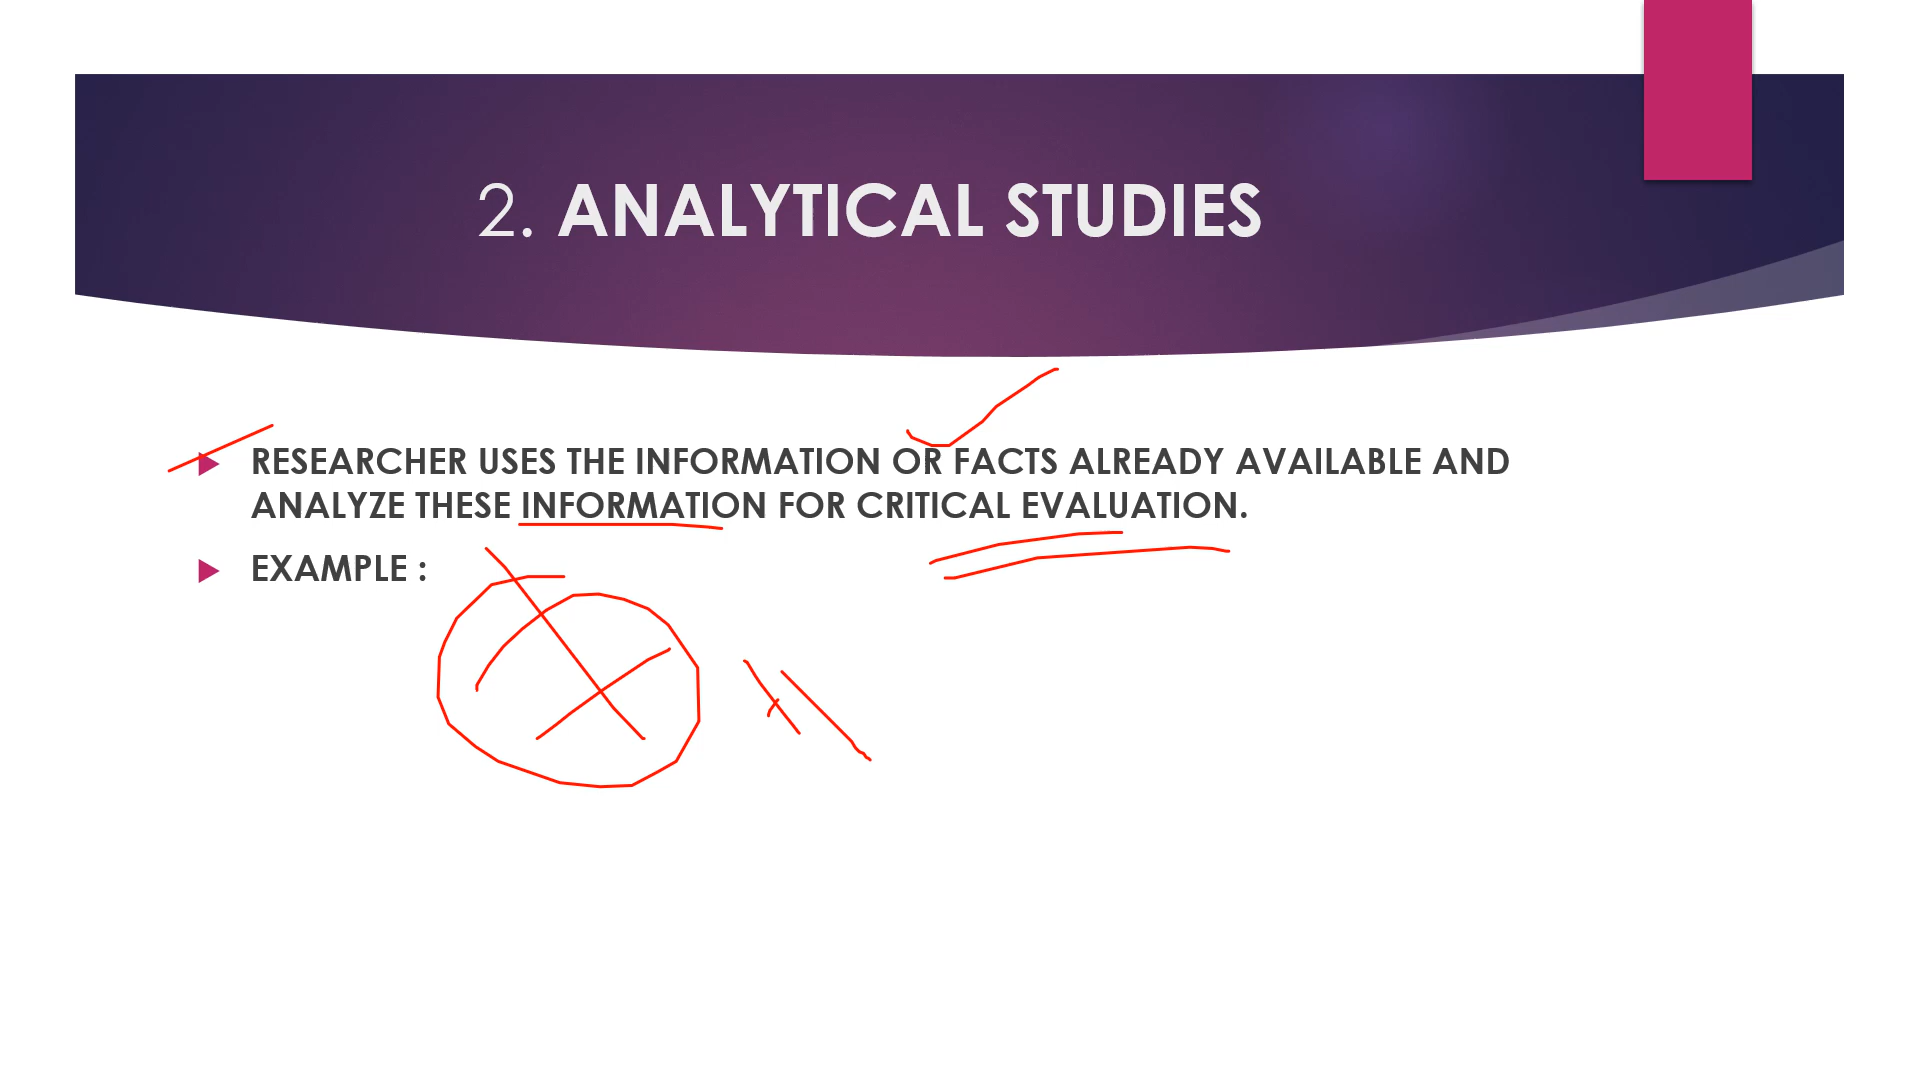 2. ANALYTICAL STUDIES
RESEARCHER USES THE INFORMATION OR FACTS ALREADY AVAILABLE AND
ANALYZE THESE INFORMATION FOR CRITICAL EVALUATION.
EXAMPLE :